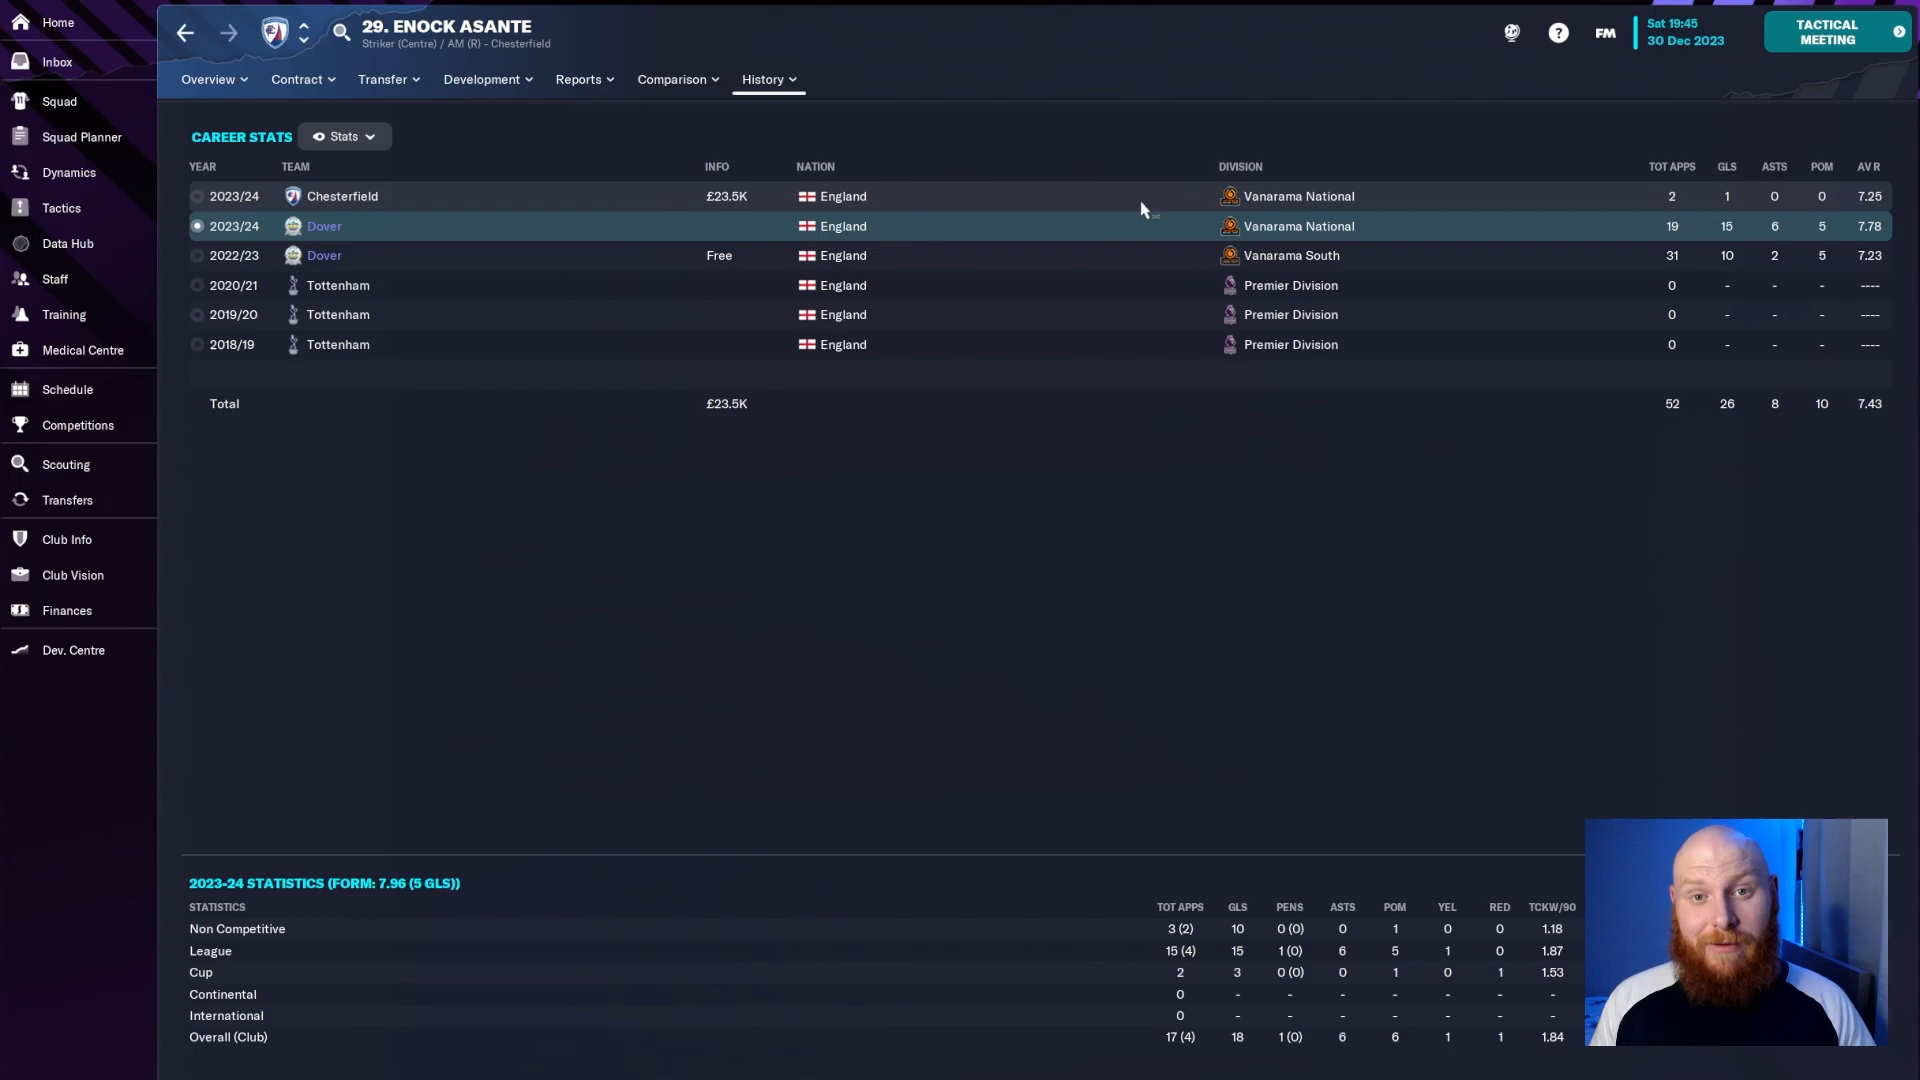 Home
Inbox
Squad
Squad Planner
Dynamics
Tactics
Data Hub
Staff
Training
Medical Centre
Schedule
Competitions
Scouting
Transfers
Club Info
Club Vision
Finances
Dev. Centre
29. ENOCK ASANTE
Striker (Centre) / AM (R) - Chesterfield
? FM
Sat 19:45
30 Dec 2023
TACTICAL
MEETING
Overview Contract Transfer Development Reports Comparison History
CAREER STATS Stats
YEAR TEAM INFO NATION DIVISION TOT APPS GLS ASTS POM AV R
2023/24 Chesterfield £23.5K England Vanarama National 2 1 0 0 7.25
2023/24 Dover England Vanarama National 19 15 6 5 7.78
2022/23 Dover Free England Vanarama South 31 10 2 5 7.23
2020/21 Tottenham England Premier Division 0 - - - ----
2019/20 Tottenham England Premier Division 0 - - - ----
2018/19 Tottenham England Premier Division 0 - - - ----
Total £23.5K 52 26 8 10 7.43
2023-24 STATISTICS (FORM: 7.96 (5 GLS))
STATISTICS TOT APPS GLS PENS ASTS POM YEL RED TCKW/90
Non Competitive 3 (2) 10 0 (0) 0 1 0 0 1.18
League 15 (4) 15 1 (0) 6 5 1 0 1.87
Cup 2 3 0 (0) 0 1 0 1 1.53
Continental 0 - - - - - - -
International 0 - - - - - - -
Overall (Club) 17 (4) 18 1 (0) 6 6 1 1 1.84